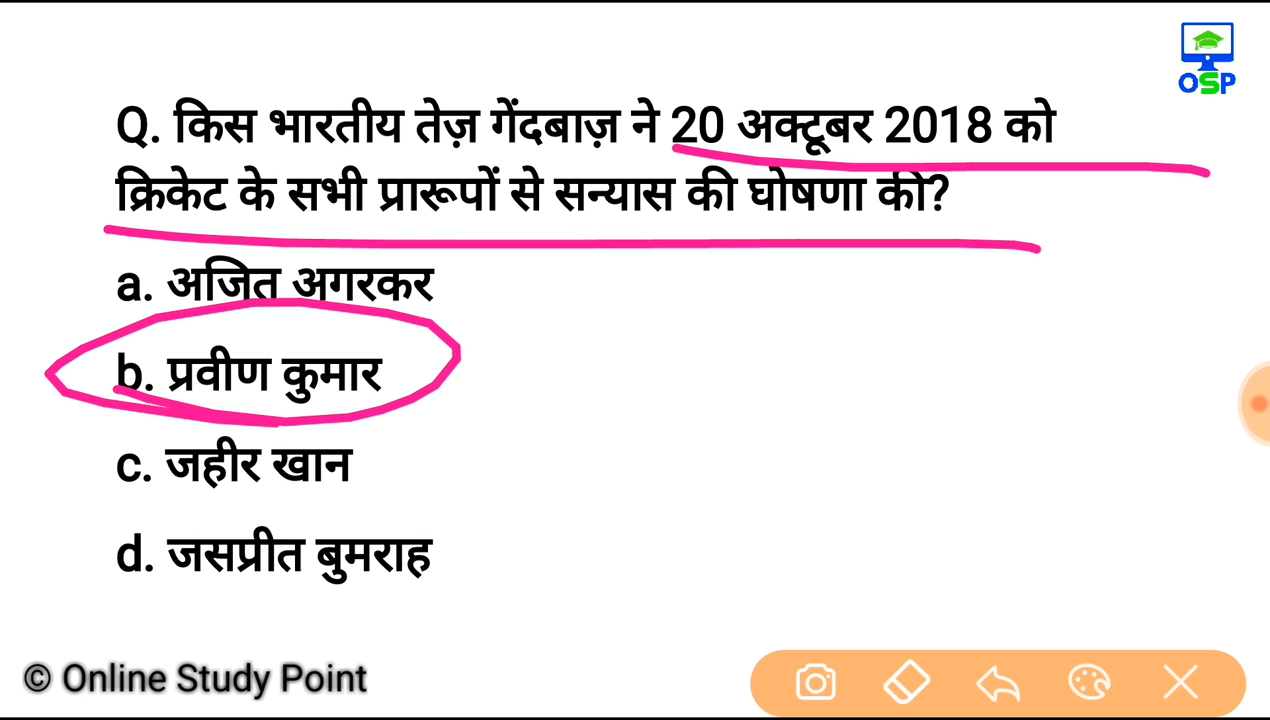 OSP
Q. किस भारतीय तेज़ गेंदबाज़ ने 20 अक्टूबर 2018 को
क्रिकेट के सभी प्रारूपों से सन्यास की घोषणा की?
a. अजित अगरकर
b. प्रवीण कुमार
c. जहीर खान
d. जसप्रीत बुमराह
© Online Study Point